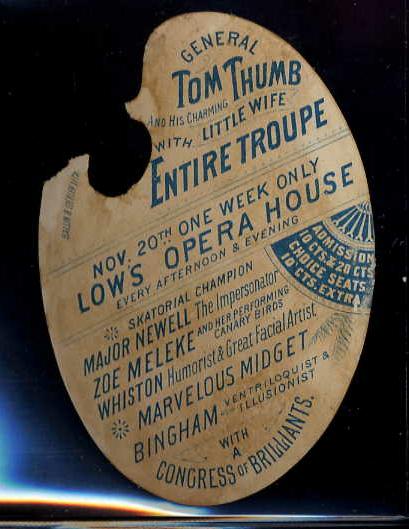 GENERAL
TOM THUMB
AND HIS CHARMING LITTLE WIFE
WITH
ENTIRE TROUPE
NOV. 20TH ONE WEEK ONLY
LOW'S OPERA HOUSE
EVERY AFTERNOON & EVENING
ADMISSION
10 CTS. & 20 CTS
CHOICE SEATS
10 CTS. EXTRA
SKATORIAL CHAMPION
MAJOR NEWELL The Impersonator
ZOE MELEKE AND HER PERFORMING CANARY BIRDS
WHISTON Humorist & Great Facial Artist
MARVELOUS MIDGET
BINGHAM VENTRILOQUIST & ILLUSIONIST
WITH
A
CONGRESS OF BRILLIANTS.